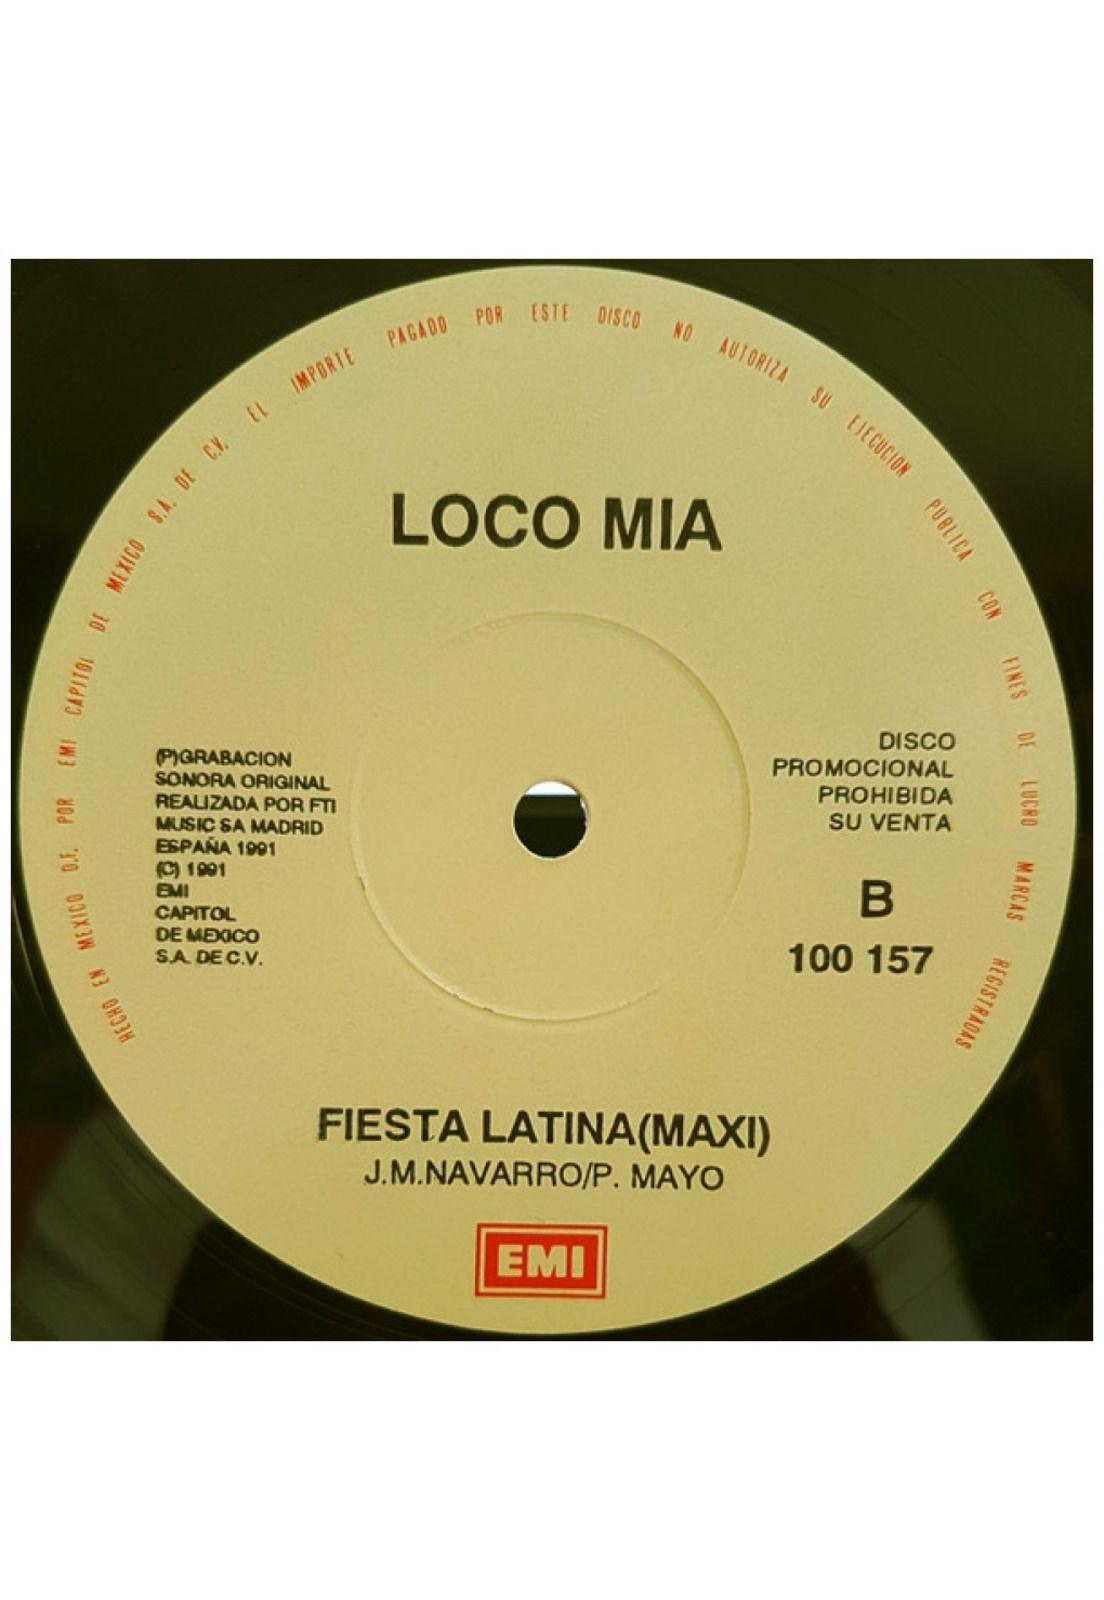 HECHO EN MEXICO D.F. POR EMI CAPITOL DE MEXICO S.A. DE C.V. EL IMPORTE PAGADO POR ESTE DISCO NO AUTORIZA SU EJECUCION PUBLICA CON FINES DE LUCRO MARCAS REGISTRADAS
LOCO MIA
(P)GRABACION
SONORA ORIGINAL
REALIZADA POR FTI
MUSIC SA MADRID
ESPAÑA 1991
(C) 1991
EMI
CAPITOL
DE MEXICO
S.A. DE C.V.
DISCO
PROMOCIONAL
PROHIBIDA
SU VENTA
B
100 157
FIESTA LATINA(MAXI)
J.M.NAVARRO/P. MAYO
EMI